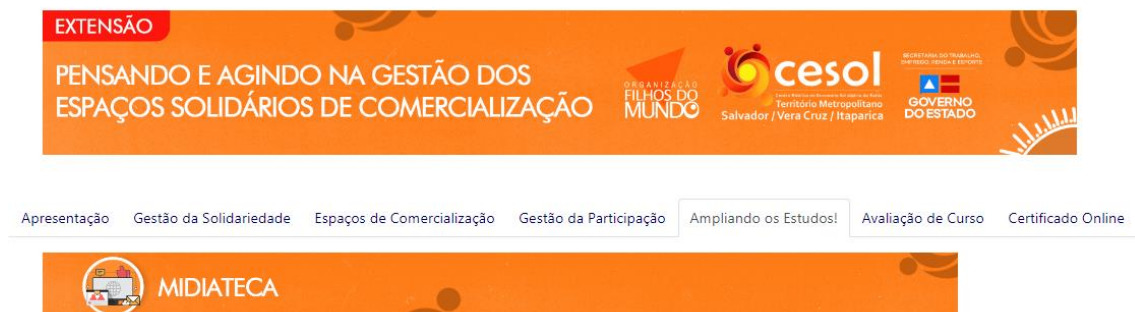 EXTENSÃO
PENSANDO E AGINDO NA GESTÃO DOS
ESPAÇOS SOLIDÁRIOS DE COMERCIALIZAÇÃO
ORGANIZAÇÃO
FILHOS DO
MUNDO
cesol
Território Metropolitano
Salvador / Vera Cruz / Itaparica
SECRETARIA DO TRABALHO,
EMPREGO, RENDA E ESPORTE
GOVERNO
DO ESTADO
Apresentação Gestão da Solidariedade Espaços de Comercialização Gestão da Participação Ampliando os Estudos! Avaliação de Curso Certificado Online
MIDIATECA